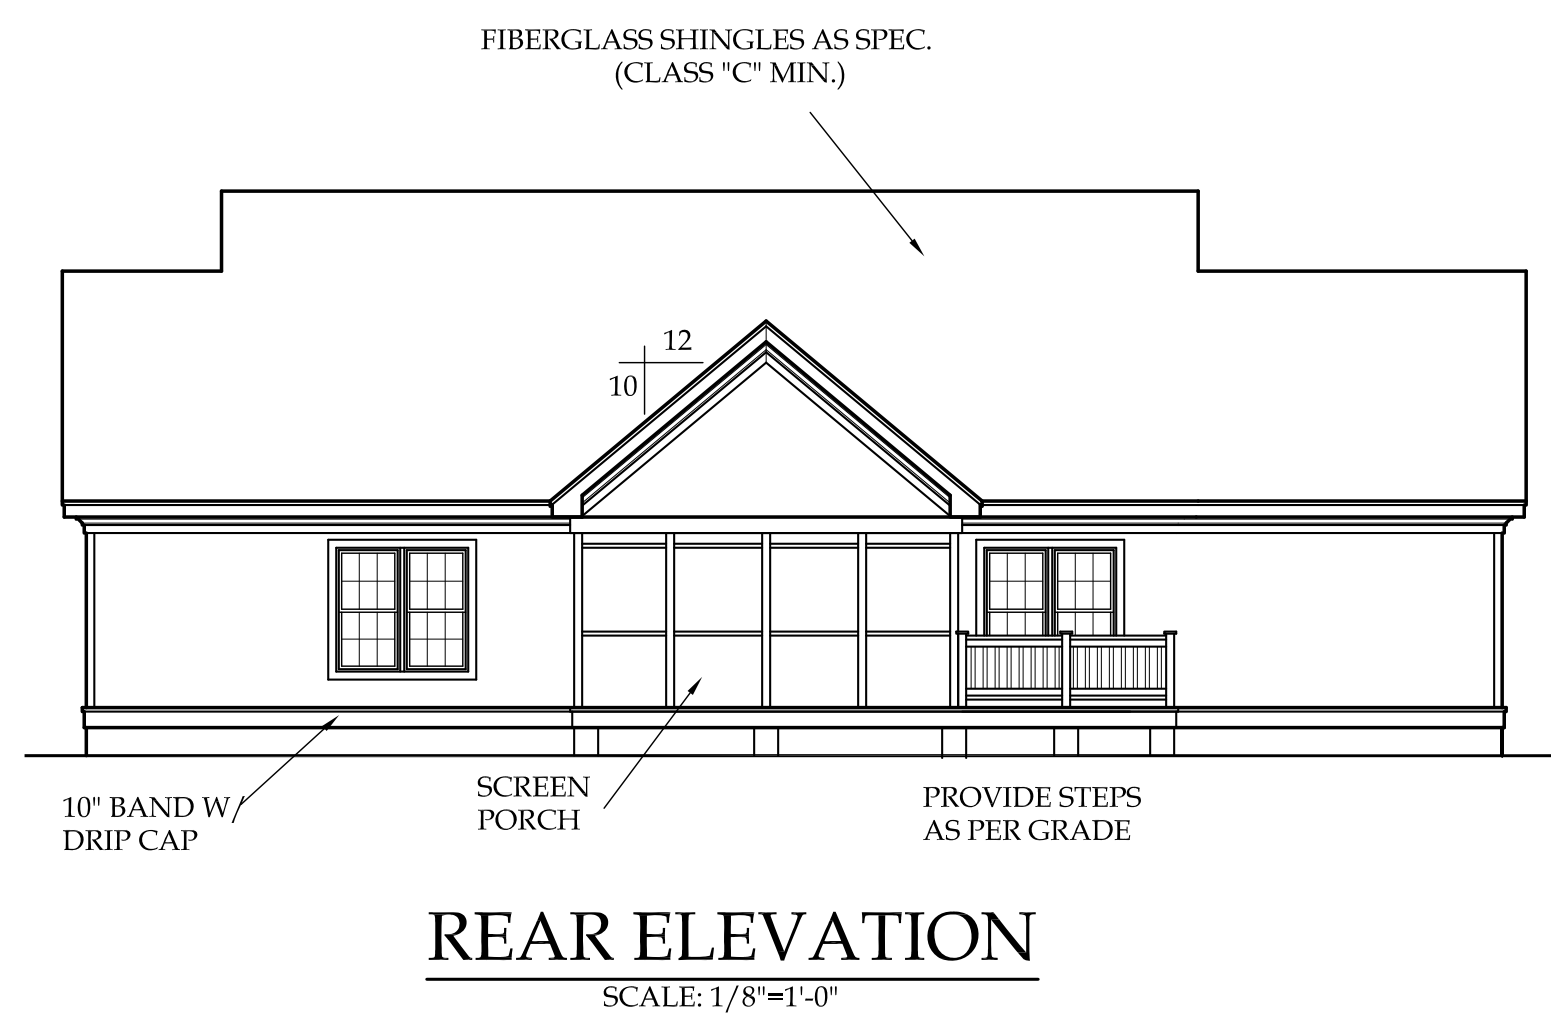 FIBERGLASS SHINGLES AS SPEC.
(CLASS "C" MIN.)
12
10
10" BAND W/
DRIP CAP
SCREEN
PORCH
PROVIDE STEPS
AS PER GRADE
REAR ELEVATION
SCALE: 1/8"=1'-0"